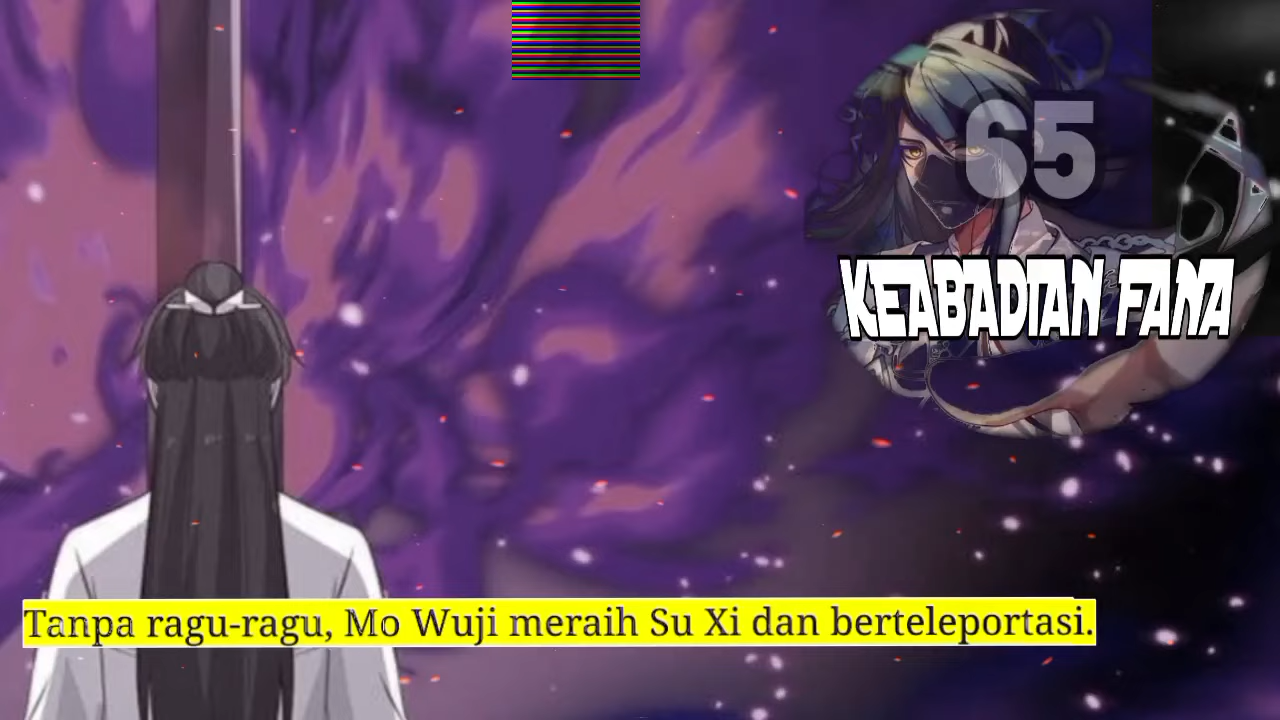 65
KEABADIAN FANA
Tanpa ragu-ragu, Mo Wuji meraih Su Xi dan berteleportasi.